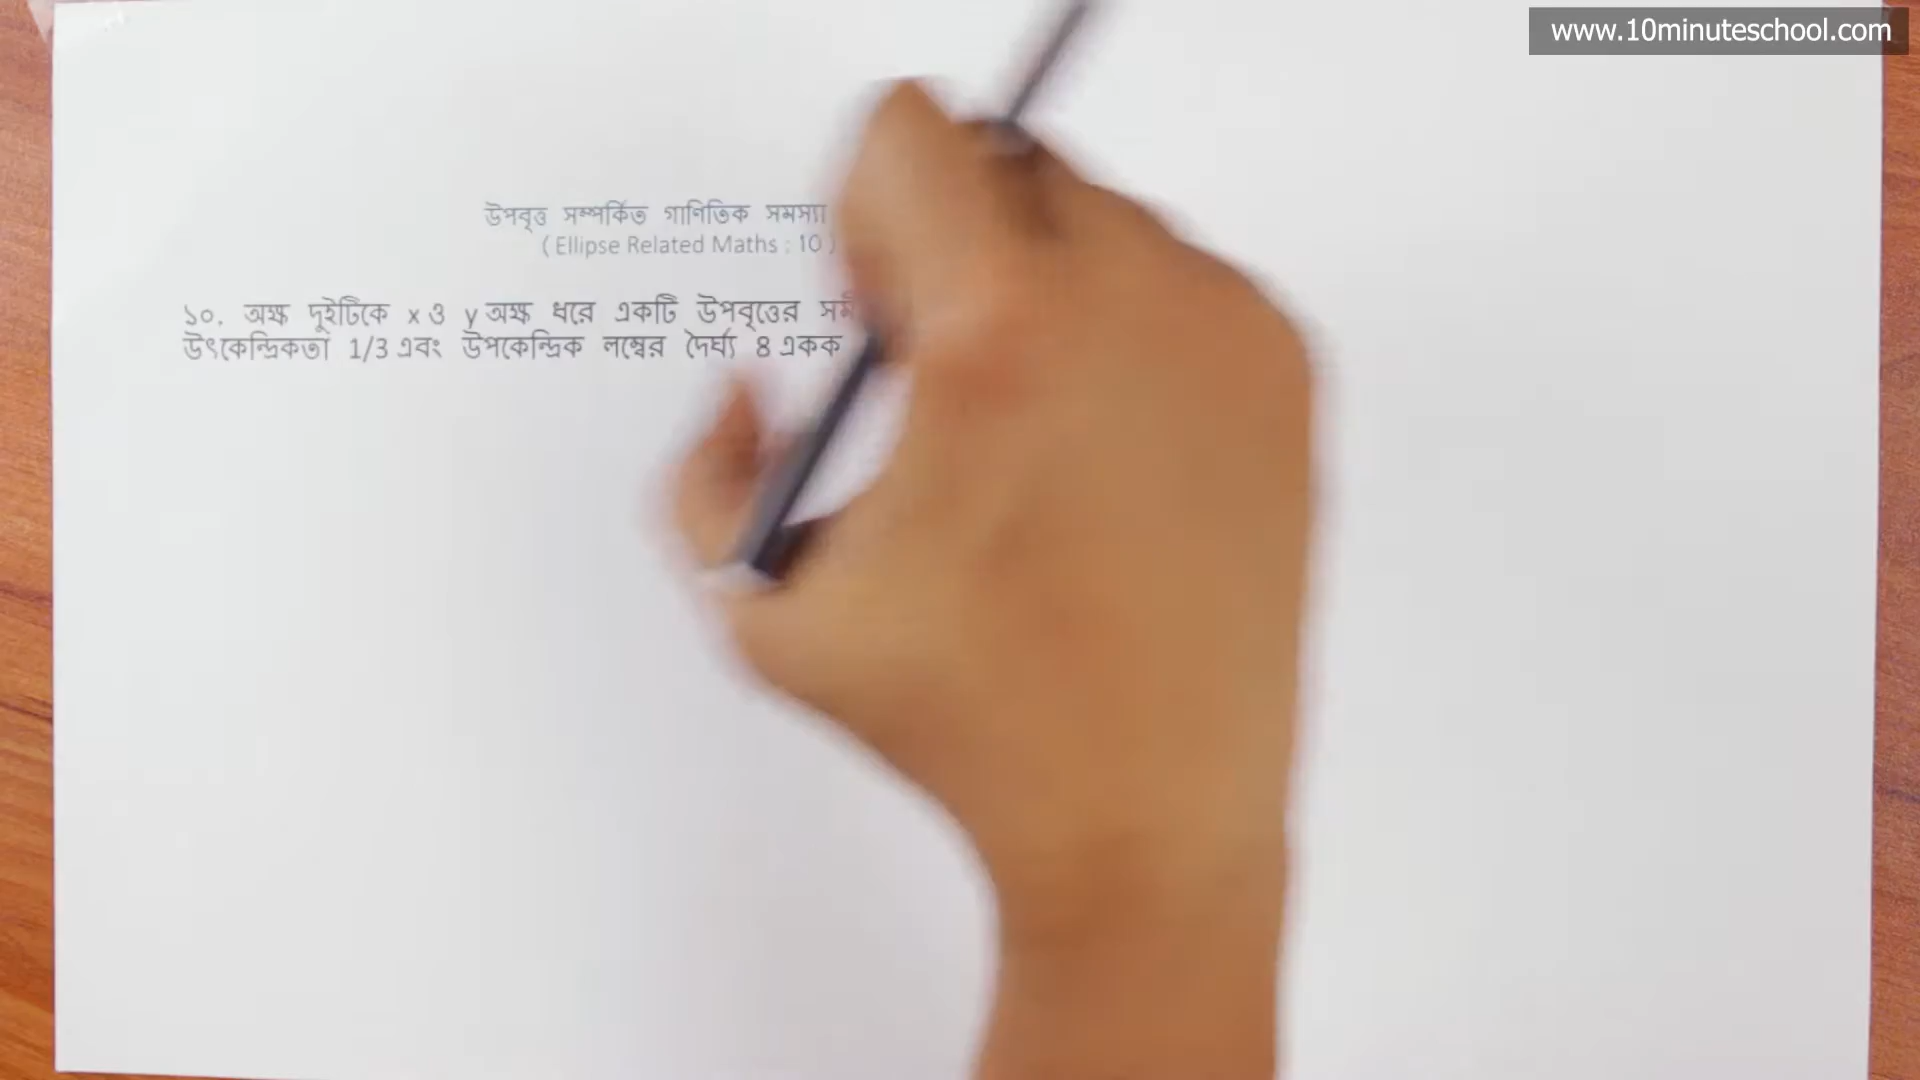 www.10minuteschool.com
উপবৃত্ত সম্পর্কিত গাণিতিক সমস্যা
( Ellipse Related Maths : 10 )
১০. অক্ষ দুইটিকে x ও y অক্ষ ধরে একটি উপবৃত্তের
উৎকেন্দ্রিকতা 1/3 এবং উপকেন্দ্রিক লম্বের দৈর্ঘ্য 8 একক